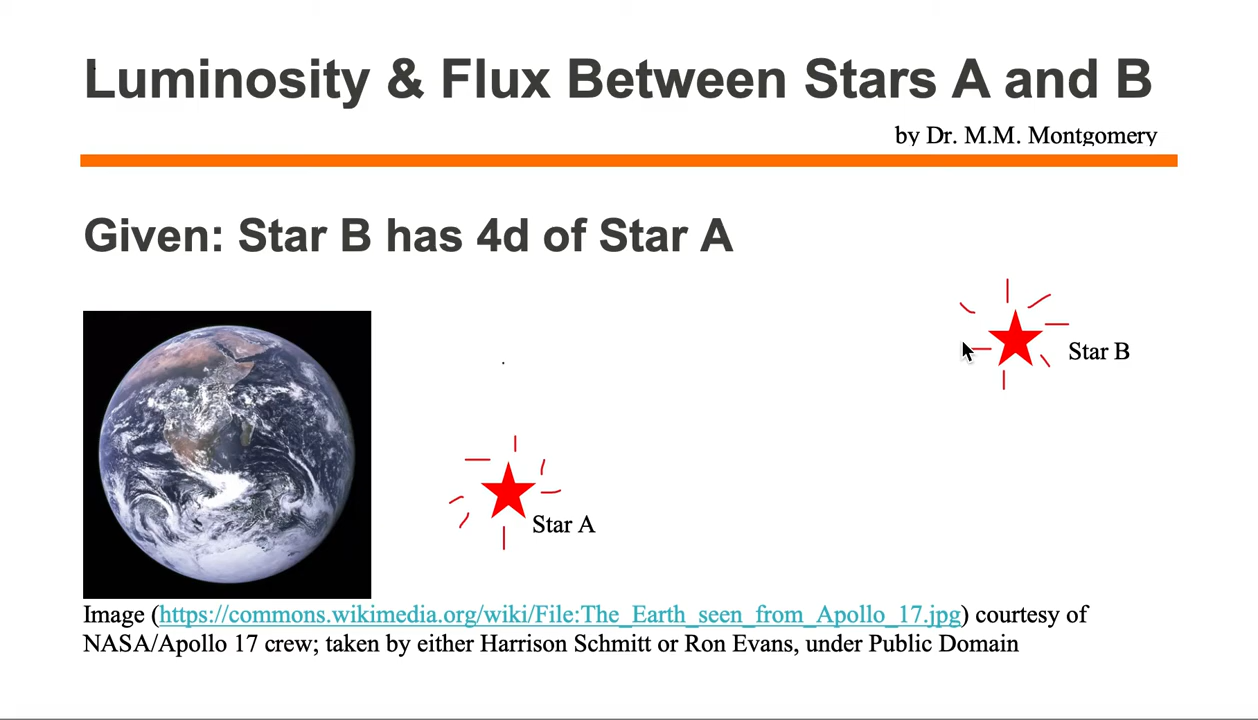 Luminosity & Flux Between Stars A and B
by Dr. M.M. Montgomery
Given: Star B has 4d of Star A
Star B
Star A
Image (https://commons.wikimedia.org/wiki/File:The_Earth_seen_from_Apollo_17.jpg) courtesy of
NASA/Apollo 17 crew; taken by either Harrison Schmitt or Ron Evans, under Public Domain